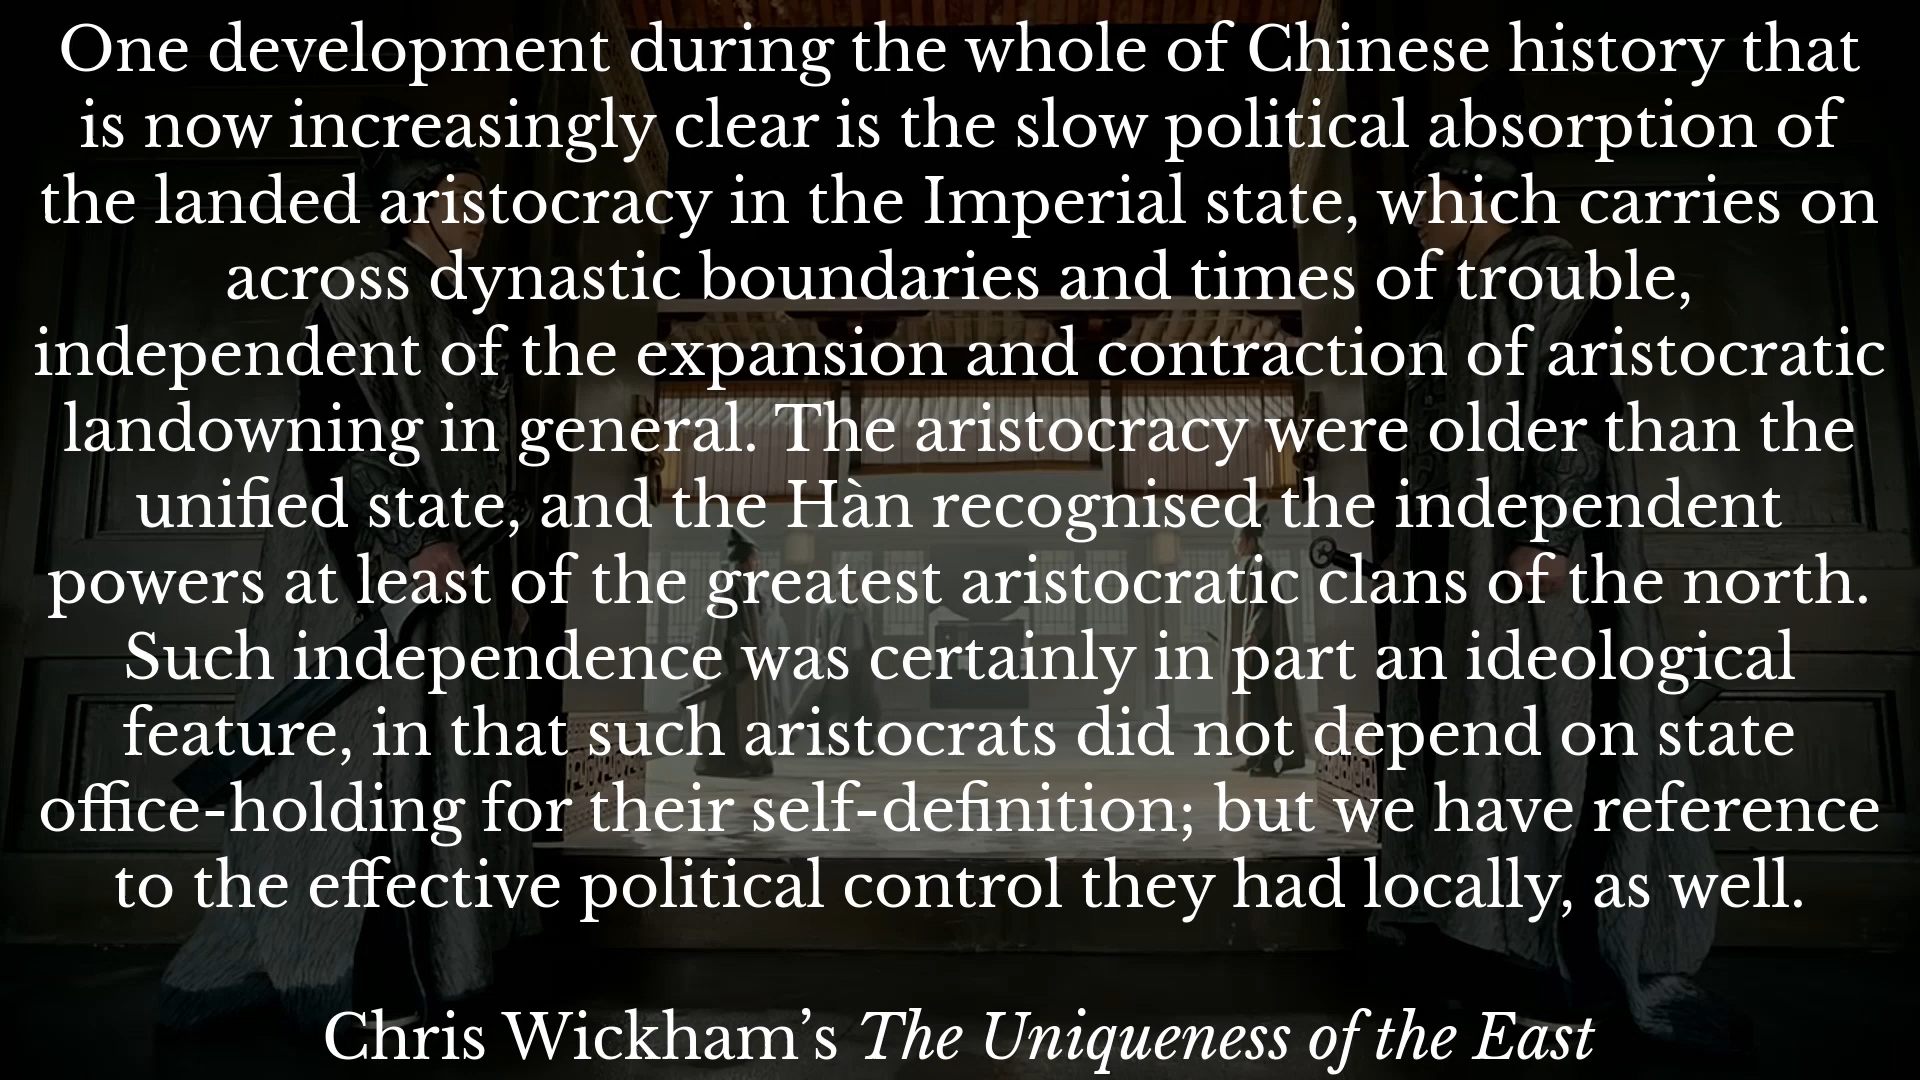 One development during the whole of Chinese history that
is now increasingly clear is the slow political absorption of
the landed aristocracy in the Imperial state, which carries on
across dynastic boundaries and times of trouble,
independent of the expansion and contraction of aristocratic
landowning in general. The aristocracy were older than the
unified state, and the Hàn recognised the independent
powers at least of the greatest aristocratic clans of the north.
Such independence was certainly in part an ideological
feature, in that such aristocrats did not depend on state
office-holding for their self-definition; but we have reference
to the effective political control they had locally, as well.
Chris Wickham’s The Uniqueness of the East